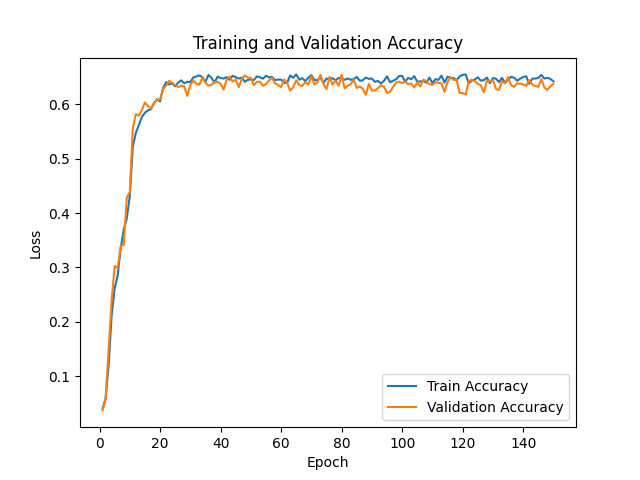 Training and Validation Accuracy
Loss
0.6
0.5
0.4
0.3
0.2
0.1
Train Accuracy
Validation Accuracy
0 20 40 60 80 100 120 140
Epoch